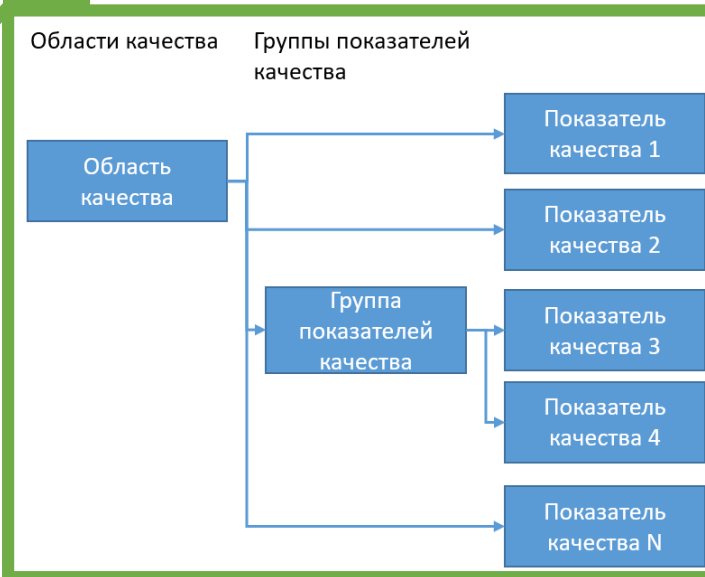 Области качества
Группы показателей
качества
Показатель
качества 1
Область
качества
Показатель
качества 2
Группа
показателей
качества
Показатель
качества 3
Показатель
качества 4
Показатель
качества N